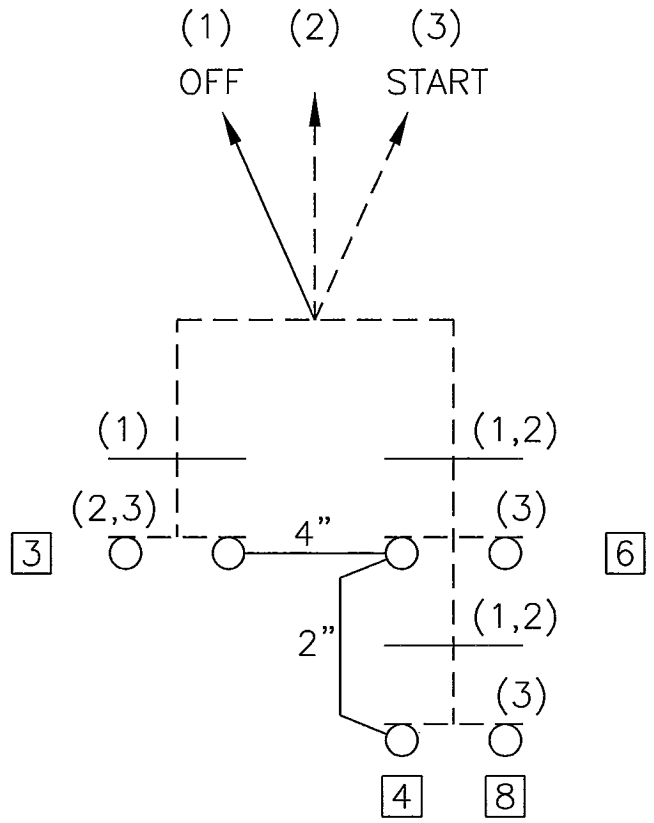 (1) (2) (3)
OFF START
(1) (1,2)
(2,3) (3)
3 4” 6
(1,2)
2”
(3)
4 8